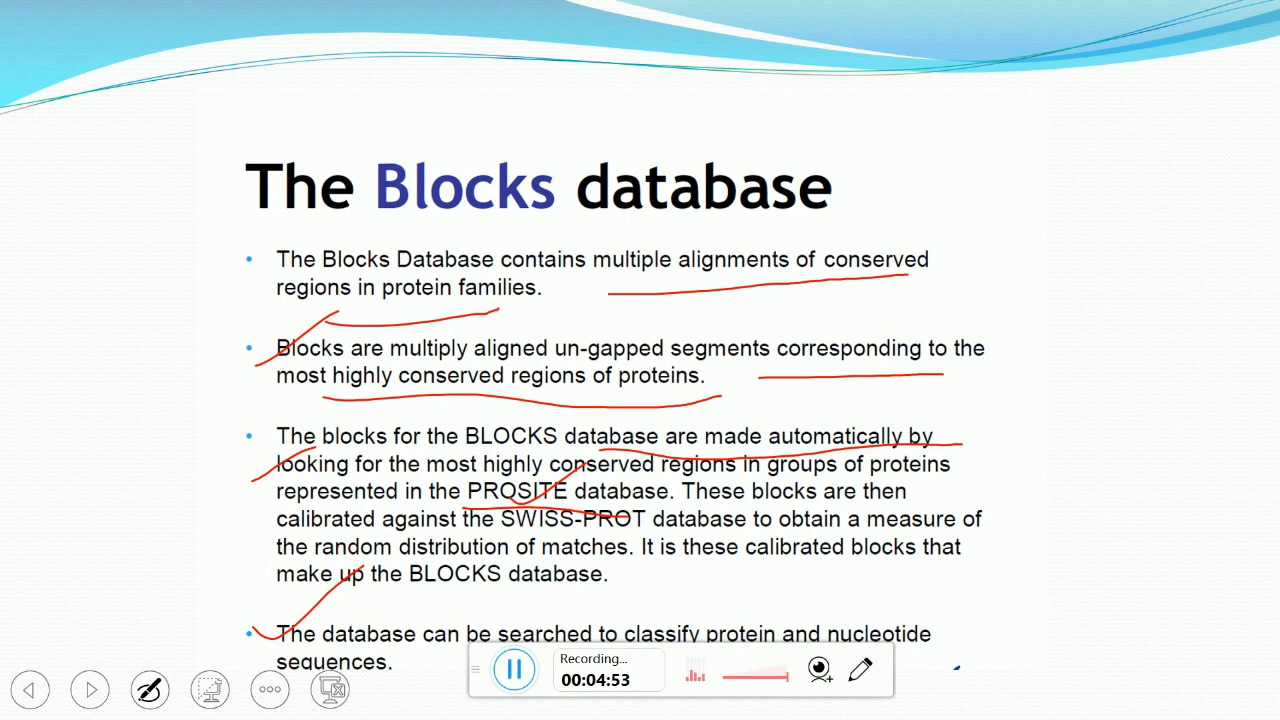 The Blocks database
• The Blocks Database contains multiple alignments of conserved
regions in protein families.
• Blocks are multiply aligned un-gapped segments corresponding to the
most highly conserved regions of proteins.
• The blocks for the BLOCKS database are made automatically by
looking for the most highly conserved regions in groups of proteins
represented in the PROSITE database. These blocks are then
calibrated against the SWISS-PROT database to obtain a measure of
the random distribution of matches. It is these calibrated blocks that
make up the BLOCKS database.
• The database can be searched to classify protein and nucleotide
sequences.
Recording...
00:04:53